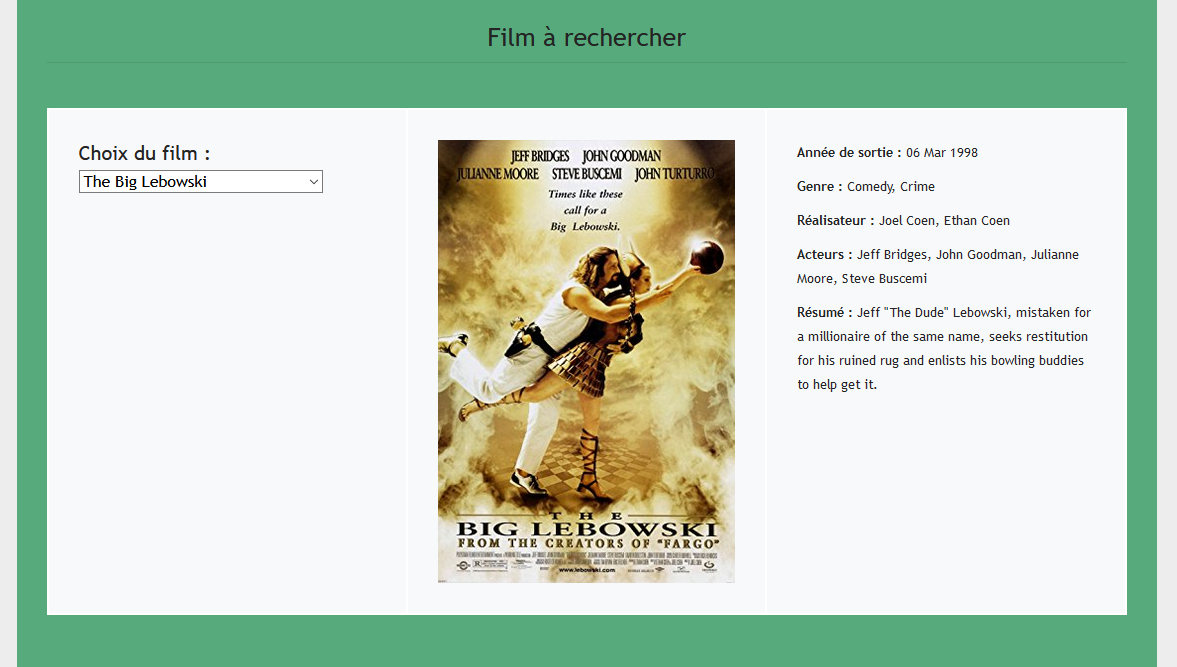 Film à rechercher
Choix du film :
The Big Lebowski
JEFF BRIDGES JOHN GOODMAN
JULIANNE MOORE STEVE BUSCEMI JOHN TURTURRO
Times like these
call for a
Big Lebowski.
THE
BIG LEBOWSKI
FROM THE CREATORS OF "FARGO"
www.lebowski.com
Année de sortie : 06 Mar 1998
Genre : Comedy, Crime
Réalisateur : Joel Coen, Ethan Coen
Acteurs : Jeff Bridges, John Goodman, Julianne
Moore, Steve Buscemi
Résumé : Jeff "The Dude" Lebowski, mistaken for
a millionaire of the same name, seeks restitution
for his ruined rug and enlists his bowling buddies
to help get it.